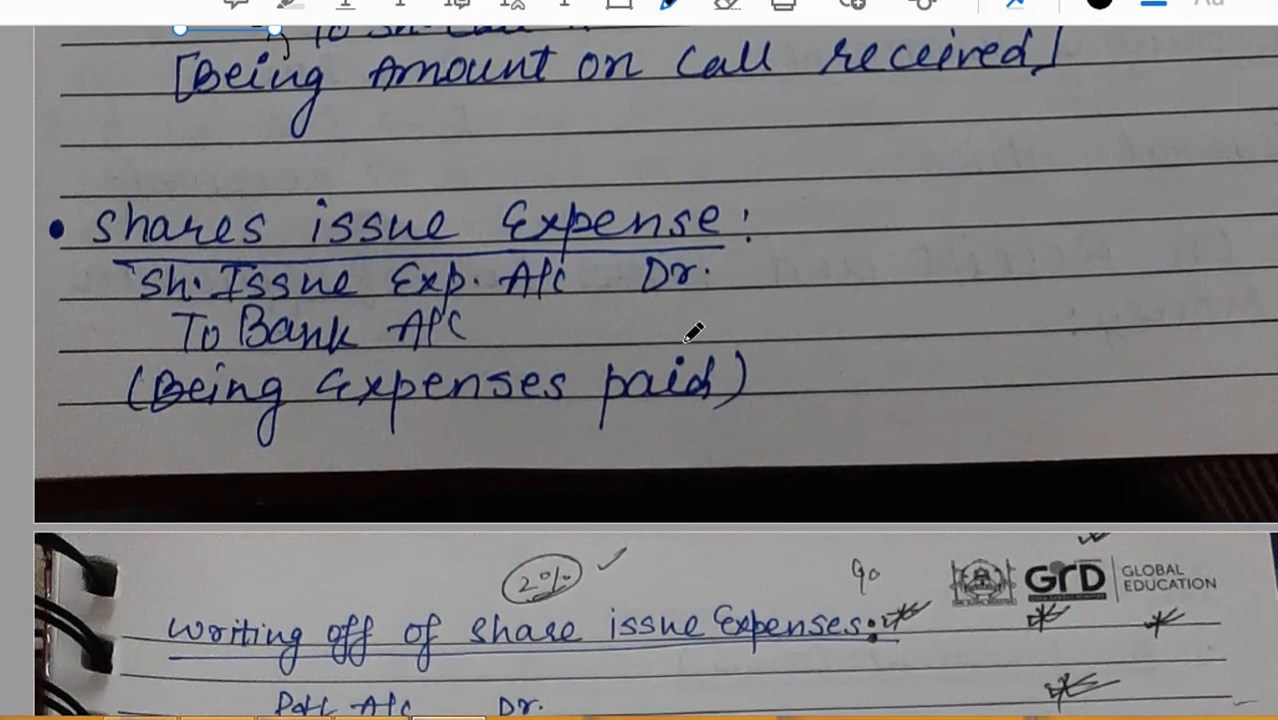 [Being Amount on Call received]
• Shares issue Expense:
Sh. Issue Exp. A/c Dr.
To Bank A/c
(Being Expenses paid)
2% ✓ 90
GRD GLOBAL EDUCATION
Writing off of share issue Expenses:
A/c Dr.